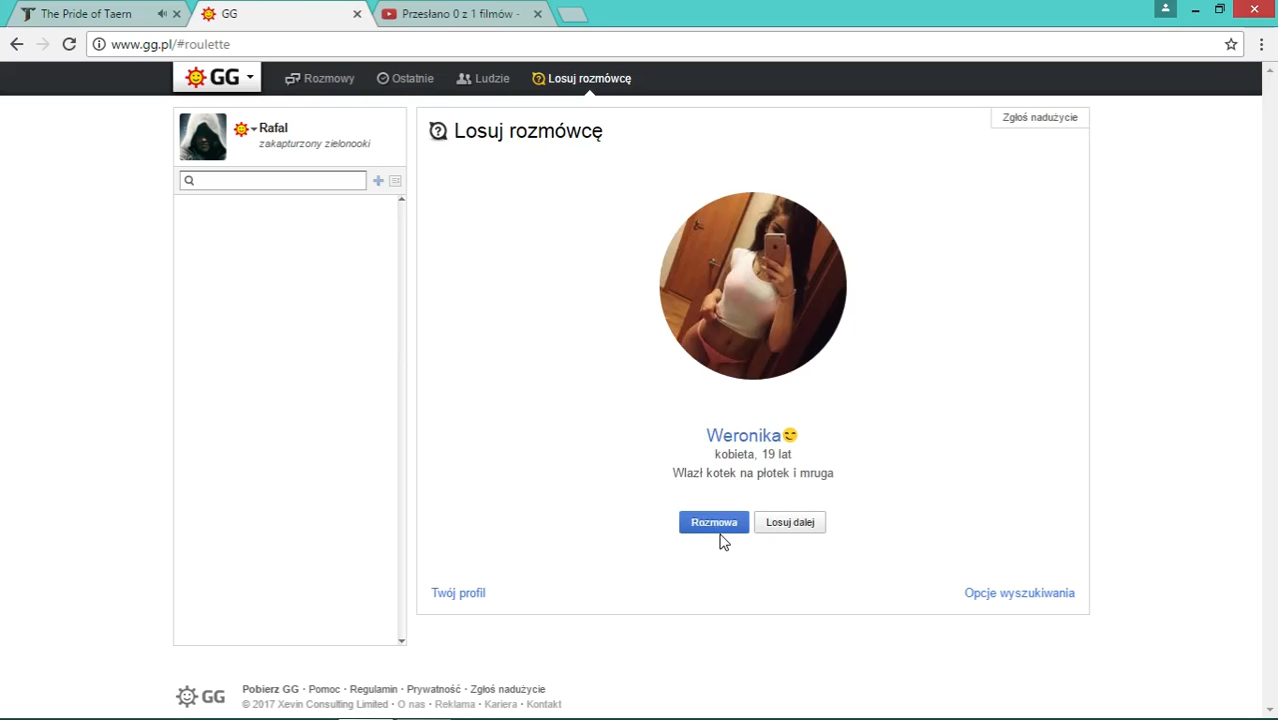 The Pride of Taern
GG
Przesłano 0 z 1 filmów -
www.gg.pl/#roulette
GG
Rozmowy
Ostatnie
Ludzie
Losuj rozmówcę
Rafal
zakapturzony zielonooki
Losuj rozmówcę
Zgłoś nadużycie
Weronika
kobieta, 19 lat
Wlazł kotek na płotek i mruga
Rozmowa
Losuj dalej
Twój profil
Opcje wyszukiwania
GG
Pobierz GG · Pomoc · Regulamin · Prywatność · Zgłoś nadużycie
© 2017 Xevin Consulting Limited · O nas · Reklama · Kariera · Kontakt